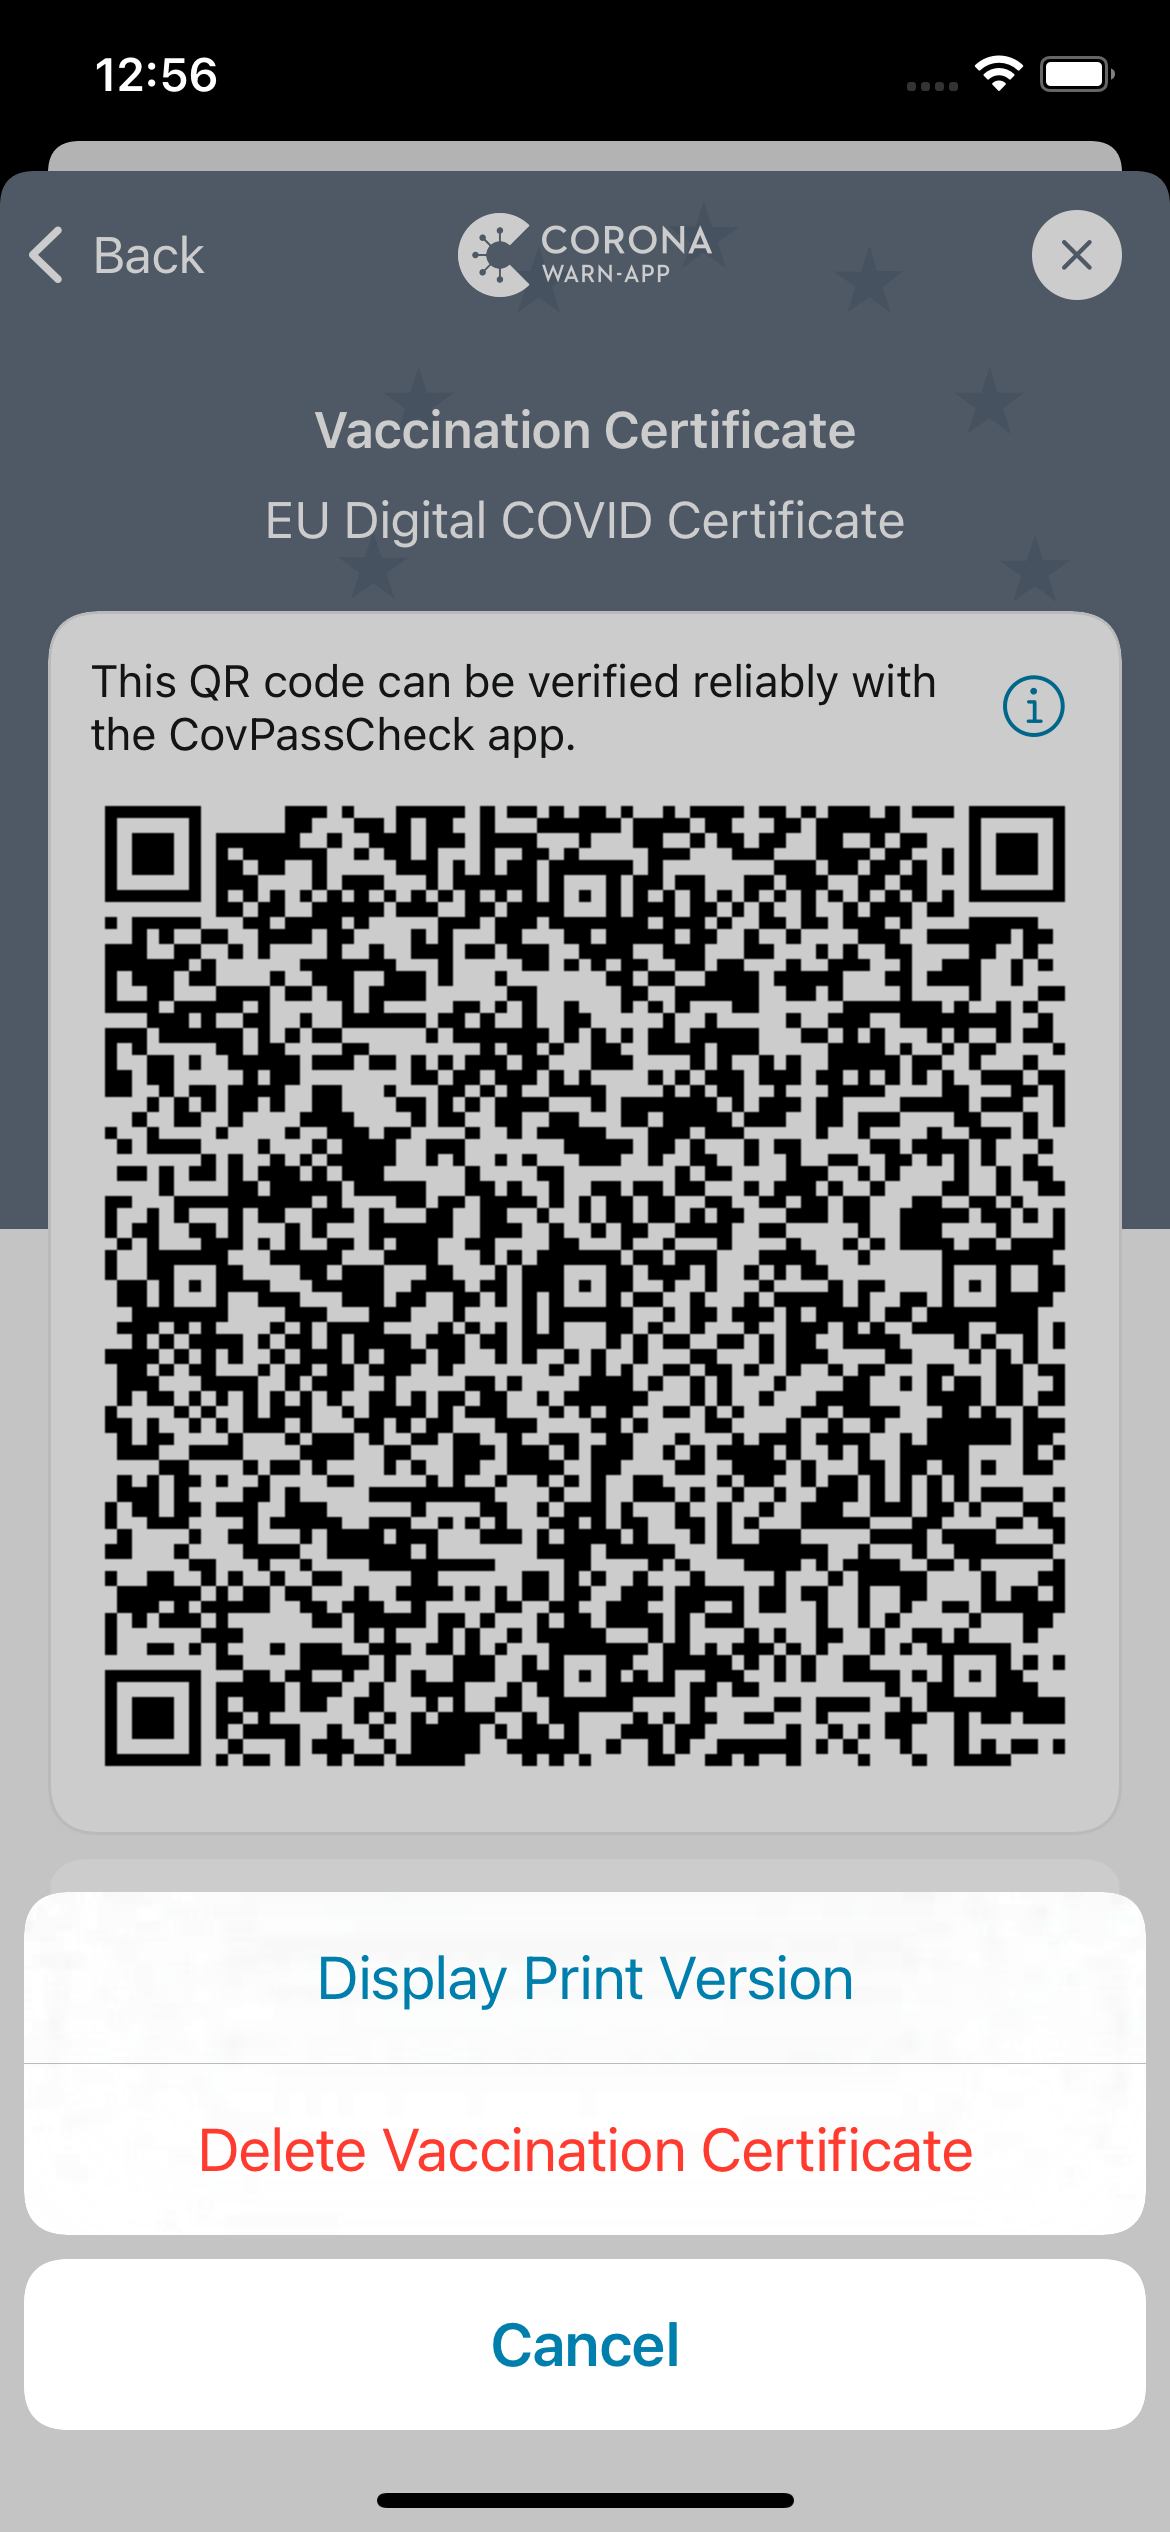 12:56
Back
CORONA
WARN-APP
Vaccination Certificate
EU Digital COVID Certificate
This QR code can be verified reliably with
the CovPassCheck app.
Display Print Version
Delete Vaccination Certificate
Cancel